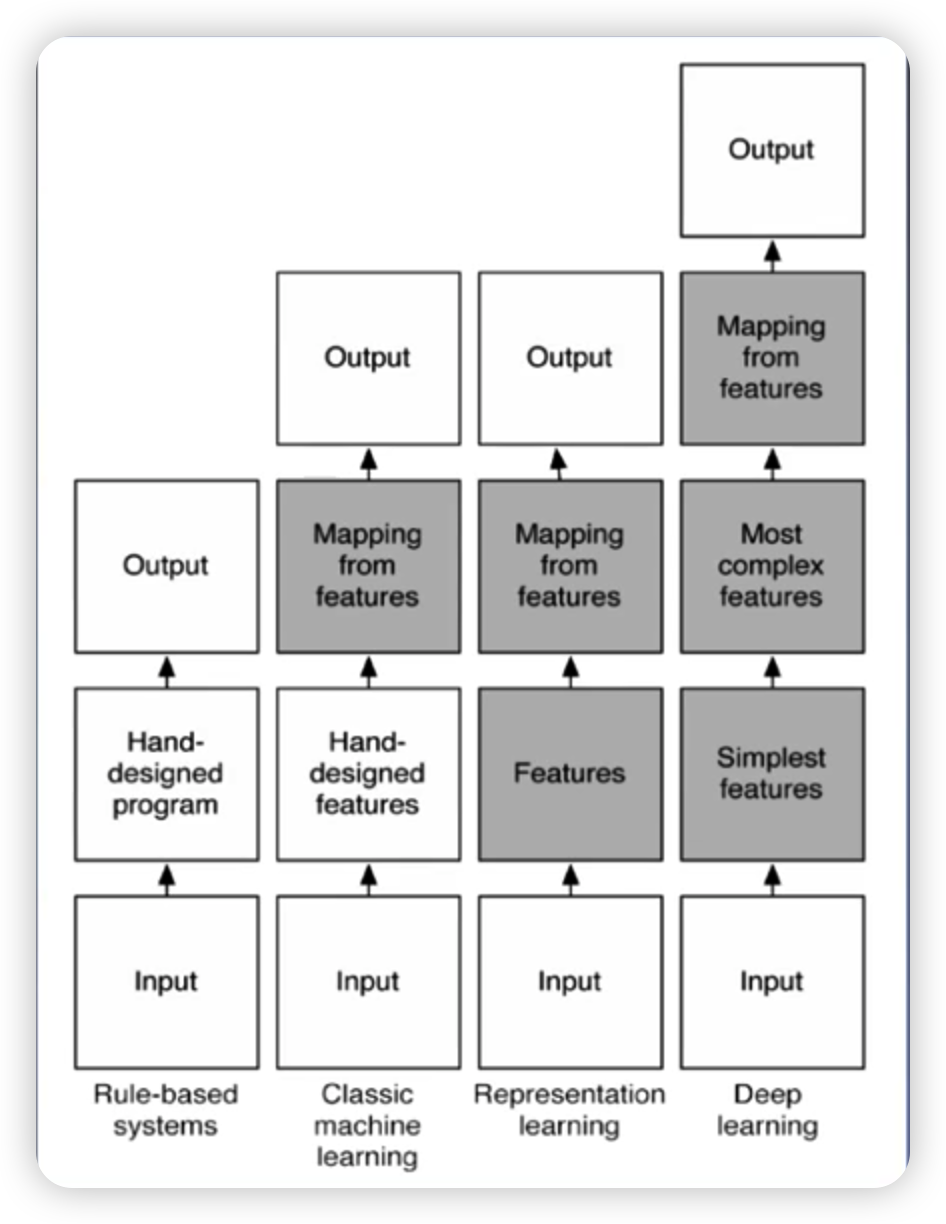 Output
Output
Output
Mapping
from
features
Output
Mapping
from
features
Mapping
from
features
Most
complex
features
Hand-
designed
program
Hand-
designed
features
Features
Simplest
features
Input
Input
Input
Input
Rule-based
systems
Classic
machine
learning
Representation
learning
Deep
learning